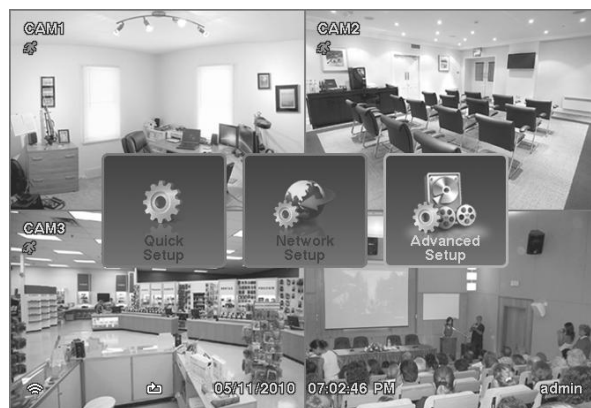 CAM1
CAM2
Quick
Setup
Network
Setup
Advanced
Setup
CAM3
05/11/2010 07:02:46 PM
admin